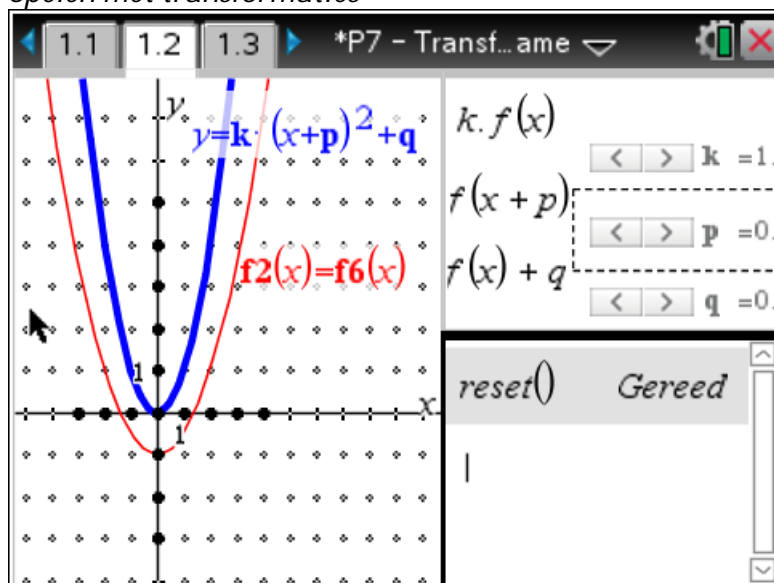 1.1 1.2 1.3 *P7 – Transf…ame
y
y=k·(x+p)²+q
f2(x)=f6(x)
1
x
1
k.f(x)
k =1.
f(x + p)
p =0.
f(x) + q
q =0.
reset() Gereed